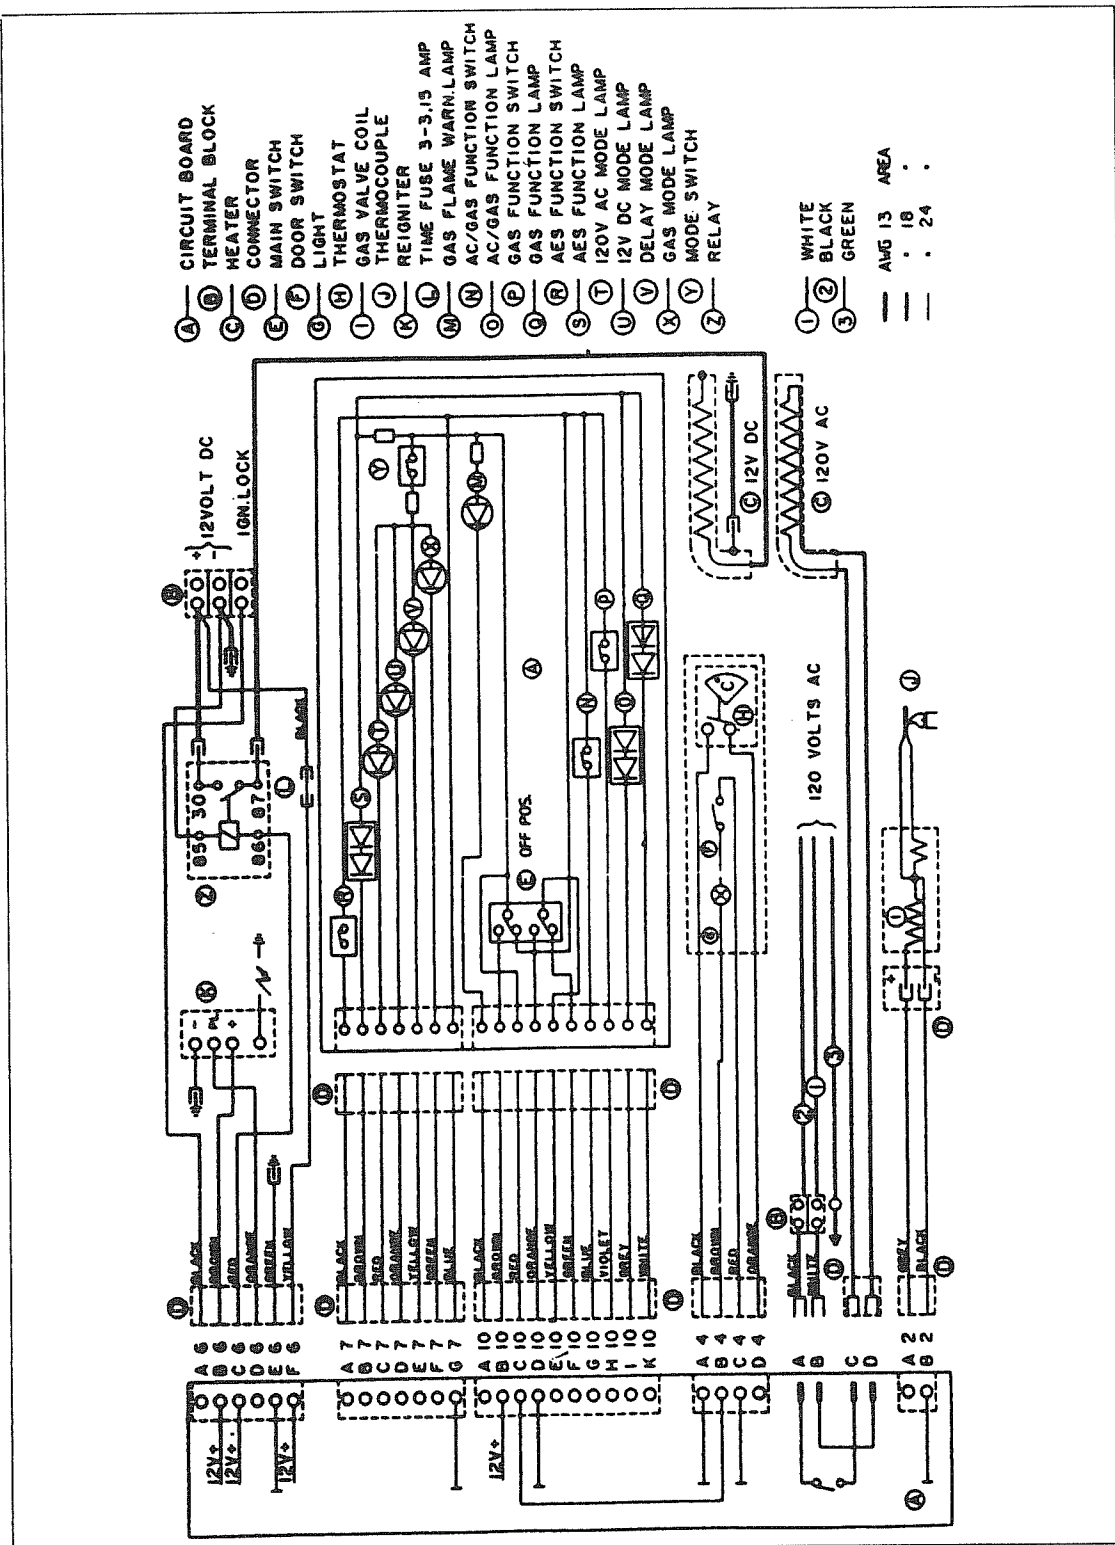 A CIRCUIT BOARD
B TERMINAL BLOCK
C HEATER
D CONNECTOR
E MAIN SWITCH
F DOOR SWITCH
G LIGHT
H THERMOSTAT
I GAS VALVE COIL
J THERMOCOUPLE
K REIGNITER
L TIME FUSE 3-3,15 AMP
M GAS FLAME WARN.LAMP
N AC/GAS FUNCTION SWITCH
O AC/GAS FUNCTION LAMP
P GAS FUNCTION SWITCH
Q GAS FUNCTION LAMP
R AES FUNCTION SWITCH
S AES FUNCTION LAMP
T 120V AC MODE LAMP
U 12V DC MODE LAMP
V DELAY MODE LAMP
X GAS MODE LAMP
Y MODE SWITCH
Z RELAY
1 WHITE
2 BLACK
3 GREEN
AWG 13 AREA
· 18 ·
· 24 ·
B
+
-
12VOLT DC
IGN.LOCK
Z
85 30
86 87
L
BLACK
K
-
PL
+
D
BLACK
BROWN
RED
ORANGE
GREEN
YELLOW
A 6
B 6
C 6
D 6
E 6
F 6
12V+
12V+
12V+
R
S
T
U
V
X
Y
M
A
E OFF POS.
N
O
P
Q
D
D
D
BLACK
BROWN
RED
ORANGE
YELLOW
GREEN
BLUE
A 7
B 7
C 7
D 7
E 7
F 7
G 7
D
BLACK
BROWN
RED
ORANGE
YELLOW
GREEN
BLUE
VIOLET
GREY
WHITE
A 10
B 10
C 10
D 10
E 10
F 10
G 10
H 10
I 10
K 10
12V+
C 12V DC
C 120V AC
G
F
H
C
BLACK
BROWN
RED
ORANGE
A 4
B 4
C 4
D 4
120 VOLTS AC
2
1
3
B
BLACK
WHITE
D
A
B
C
D
J
I
+
D
GREY
BLACK
D
A 2
B 2
A